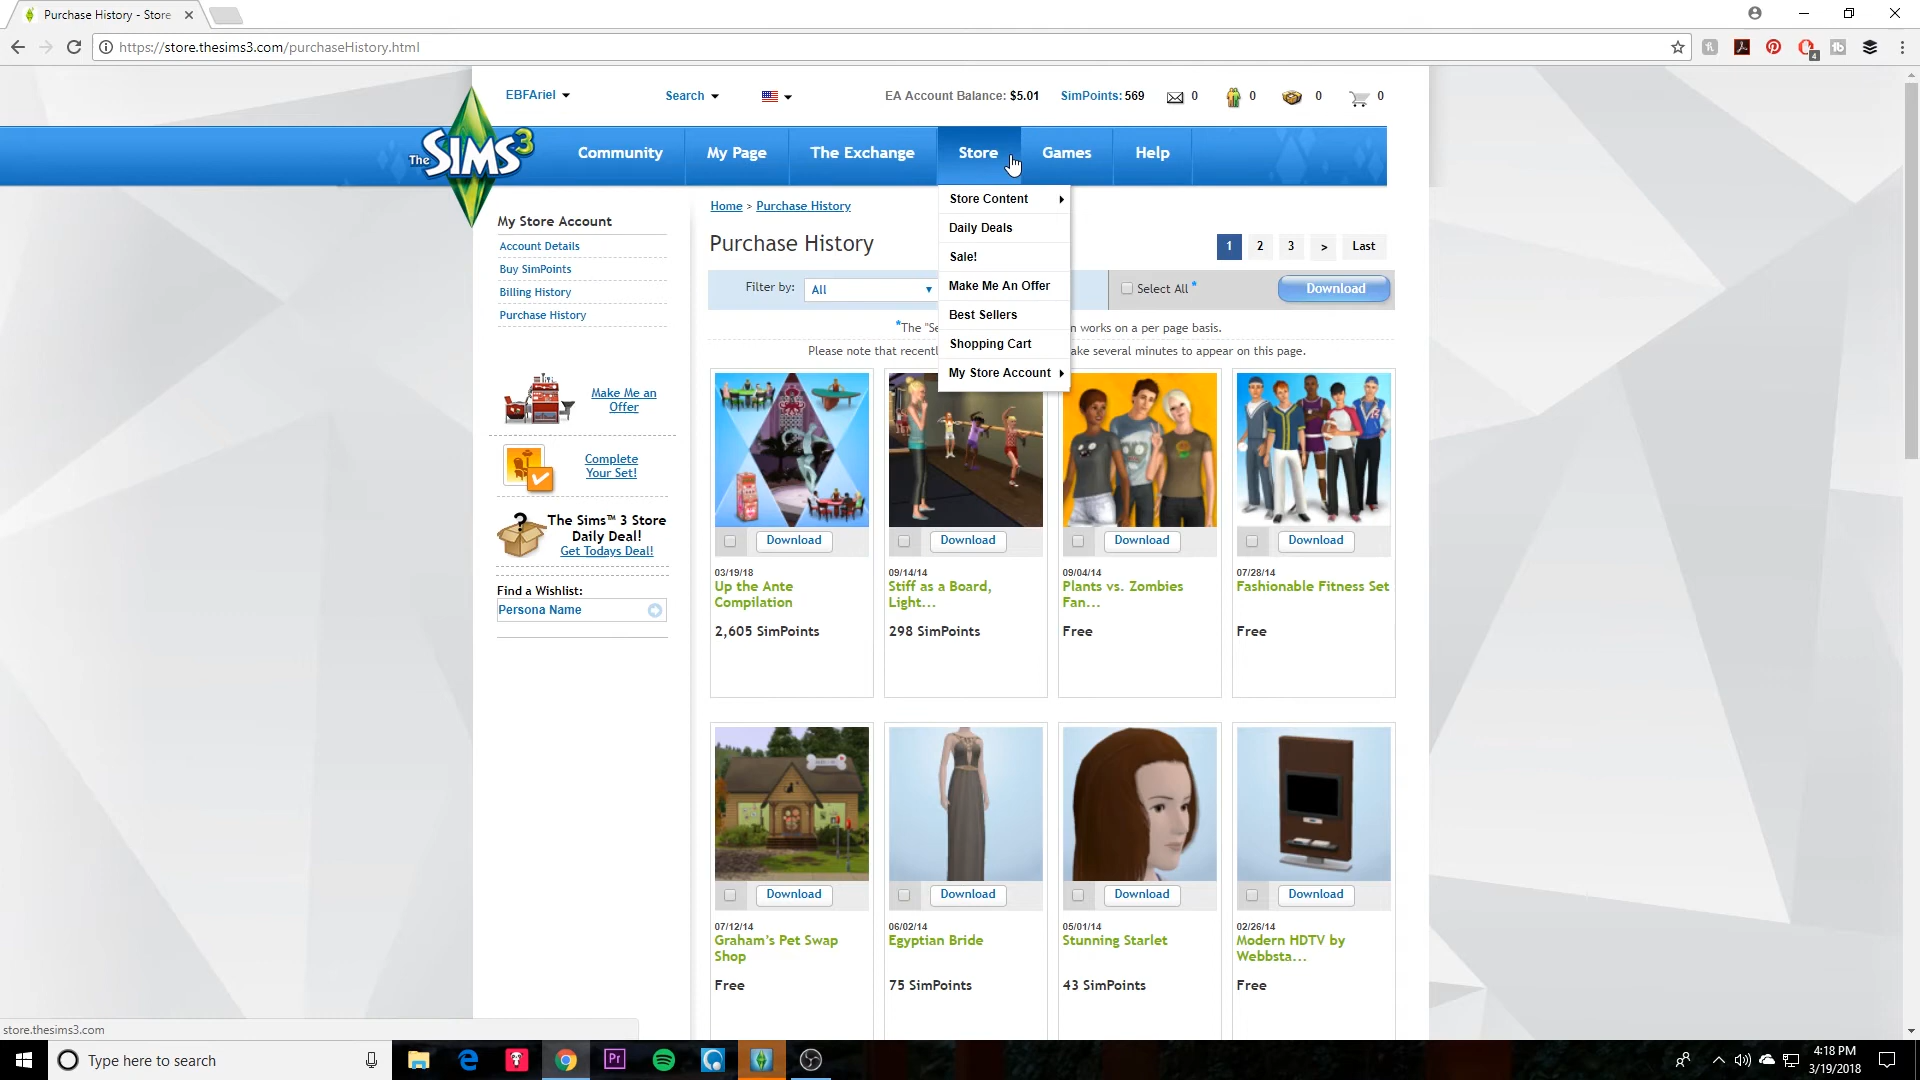 Purchase History - Store
https://store.thesims3.com/purchaseHistory.html
EBFAriel
Search
EA Account Balance: $5.01
SimPoints: 569
0
0
0
0
The SIMS 3
Community
My Page
The Exchange
Store
Games
Help
Store Content
Daily Deals
Sale!
Make Me An Offer
Best Sellers
Shopping Cart
My Store Account
My Store Account
Account Details
Buy SimPoints
Billing History
Purchase History
Make Me an
Offer
Complete
Your Set!
The Sims™ 3 Store
Daily Deal!
Get Todays Deal!
Find a Wishlist:
Persona Name
Home > Purchase History
Purchase History
1 2 3 > Last
Filter by: All
Select All *
Download
*The "Se n works on a per page basis.
Please note that recent ake several minutes to appear on this page.
Download
03/19/18
Up the Ante
Compilation
2,605 SimPoints
Download
09/14/14
Stiff as a Board,
Light...
298 SimPoints
Download
09/04/14
Plants vs. Zombies
Fan...
Free
Download
07/28/14
Fashionable Fitness Set
Free
Download
07/12/14
Graham's Pet Swap
Shop
Free
Download
06/02/14
Egyptian Bride
75 SimPoints
Download
05/01/14
Stunning Starlet
43 SimPoints
Download
02/26/14
Modern HDTV by
Webbsta...
Free
store.thesims3.com
Type here to search
Pr
4:18 PM
3/19/2018